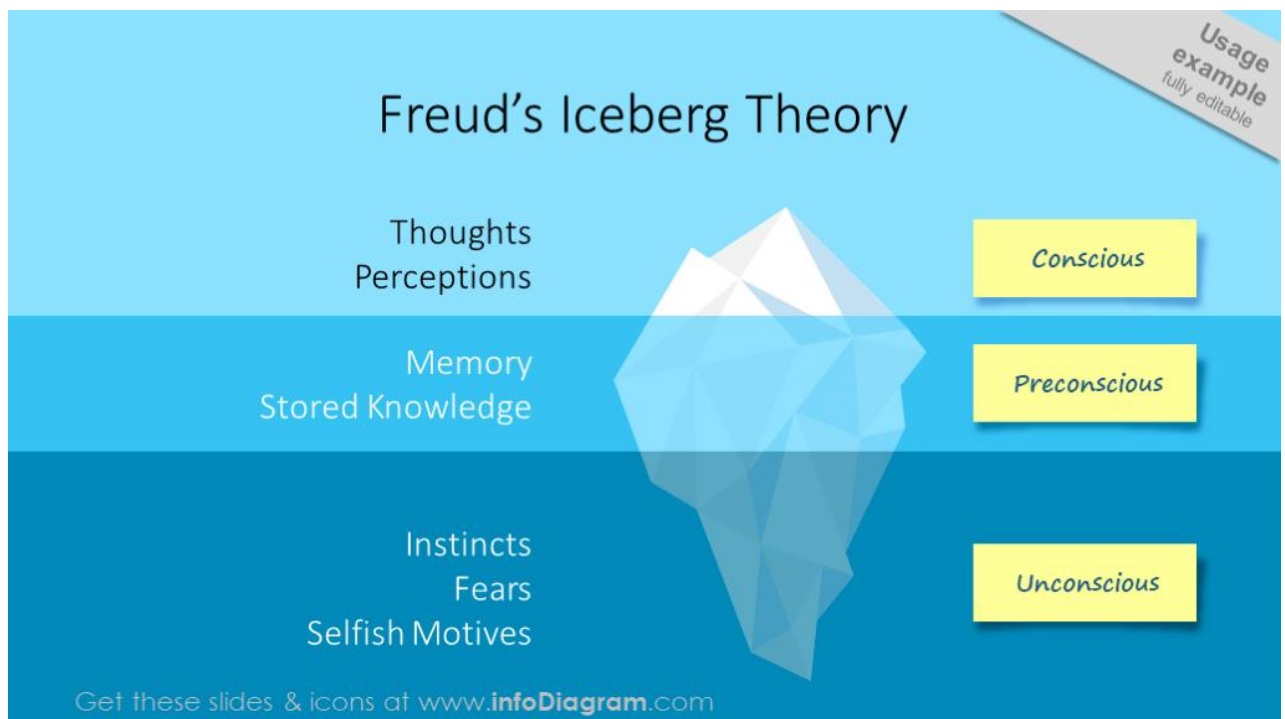 Usage
example
fully editable
Freud’s Iceberg Theory
Thoughts
Perceptions
Conscious
Memory
Stored Knowledge
Preconscious
Instincts
Fears
Selfish Motives
Unconscious
Get these slides & icons at www.infoDiagram.com